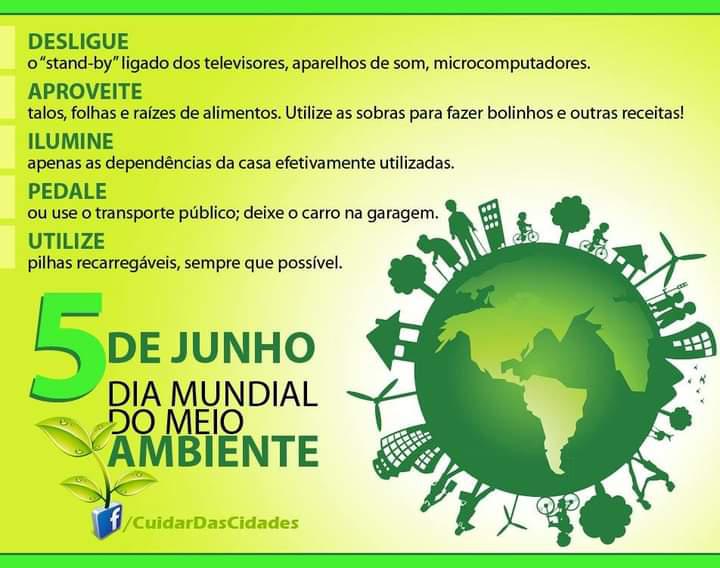 DESLIGUE
o “stand-by” ligado dos televisores, aparelhos de som, microcomputadores.
APROVEITE
talos, folhas e raízes de alimentos. Utilize as sobras para fazer bolinhos e outras receitas!
ILUMINE
apenas as dependências da casa efetivamente utilizadas.
PEDALE
ou use o transporte público; deixe o carro na garagem.
UTILIZE
pilhas recarregáveis, sempre que possível.
5 DE JUNHO
DIA MUNDIAL
DO MEIO
AMBIENTE
f /CuidarDasCidades